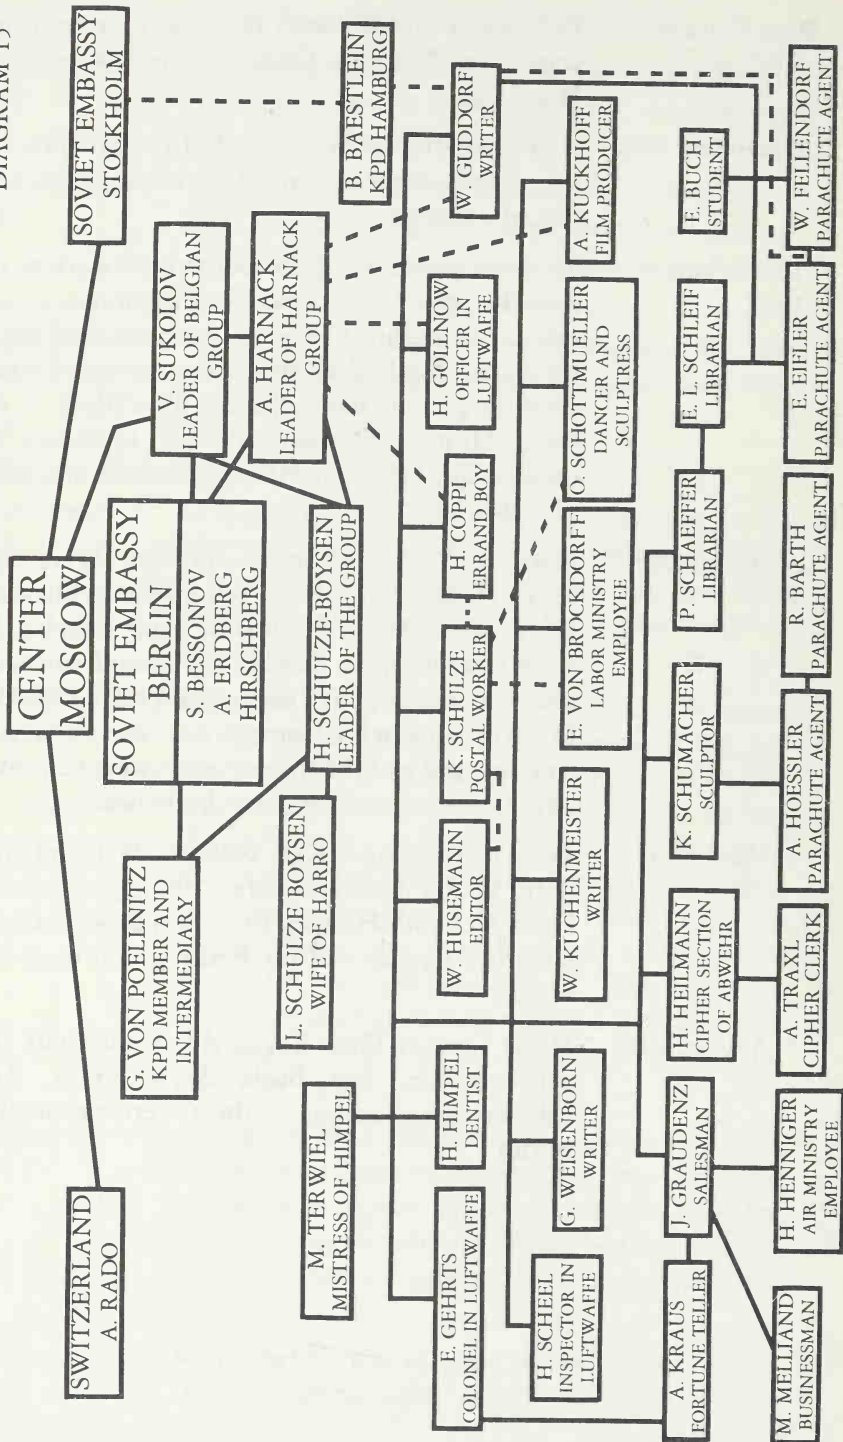 DIAGRAM 15
CENTER
MOSCOW
SWITZERLAND
A. RADO
SOVIET EMBASSY
STOCKHOLM
G. VON POELLNITZ
KPD MEMBER AND
INTERMEDIARY
SOVIET EMBASSY
BERLIN
S. BESSONOV
A. ERDBERG
HIRSCHBERG
V. SUKOLOV
LEADER OF BELGIAN
GROUP
A. HARNACK
LEADER OF HARNACK
GROUP
B. BAESTLEIN
KPD HAMBURG
M. TERWIEL
MISTRESS OF HIMPEL
L. SCHULZE BOYSEN
WIFE OF HARRO
H. SCHULZE-BOYSEN
LEADER OF THE GROUP
E. GEHRTS
COLONEL IN LUFTWAFFE
H. HIMPEL
DENTIST
W. HUSEMANN
EDITOR
K. SCHULZE
POSTAL WORKER
H. COPPI
ERRAND BOY
H. GOLLNOW
OFFICER IN
LUFTWAFFE
W. GUDDORF
WRITER
H. SCHEEL
INSPECTOR IN
LUFTWAFFE
G. WEISENBORN
WRITER
W. KUCHENMEISTER
WRITER
E. VON BROCKDORFF
LABOR MINISTRY
EMPLOYEE
O. SCHOTTMUELLER
DANCER AND
SCULPTRESS
A. KUCKHOFF
FILM PRODUCER
A. KRAUS
FORTUNE TELLER
J. GRAUDENZ
SALESMAN
H. HEILMANN
CIPHER SECTION
OF ABWEHR
K. SCHUMACHER
SCULPTOR
P. SCHAEFFER
LIBRARIAN
E. L. SCHLEIF
LIBRARIAN
E. BUCH
STUDENT
M. MELLIAND
BUSINESSMAN
H. HENNIGER
AIR MINISTRY
EMPLOYEE
A. TRAXL
CIPHER CLERK
A. HOESSLER
PARACHUTE AGENT
R. BARTH
PARACHUTE AGENT
E. EIFLER
PARACHUTE AGENT
W. FELLENDORF
PARACHUTE AGENT